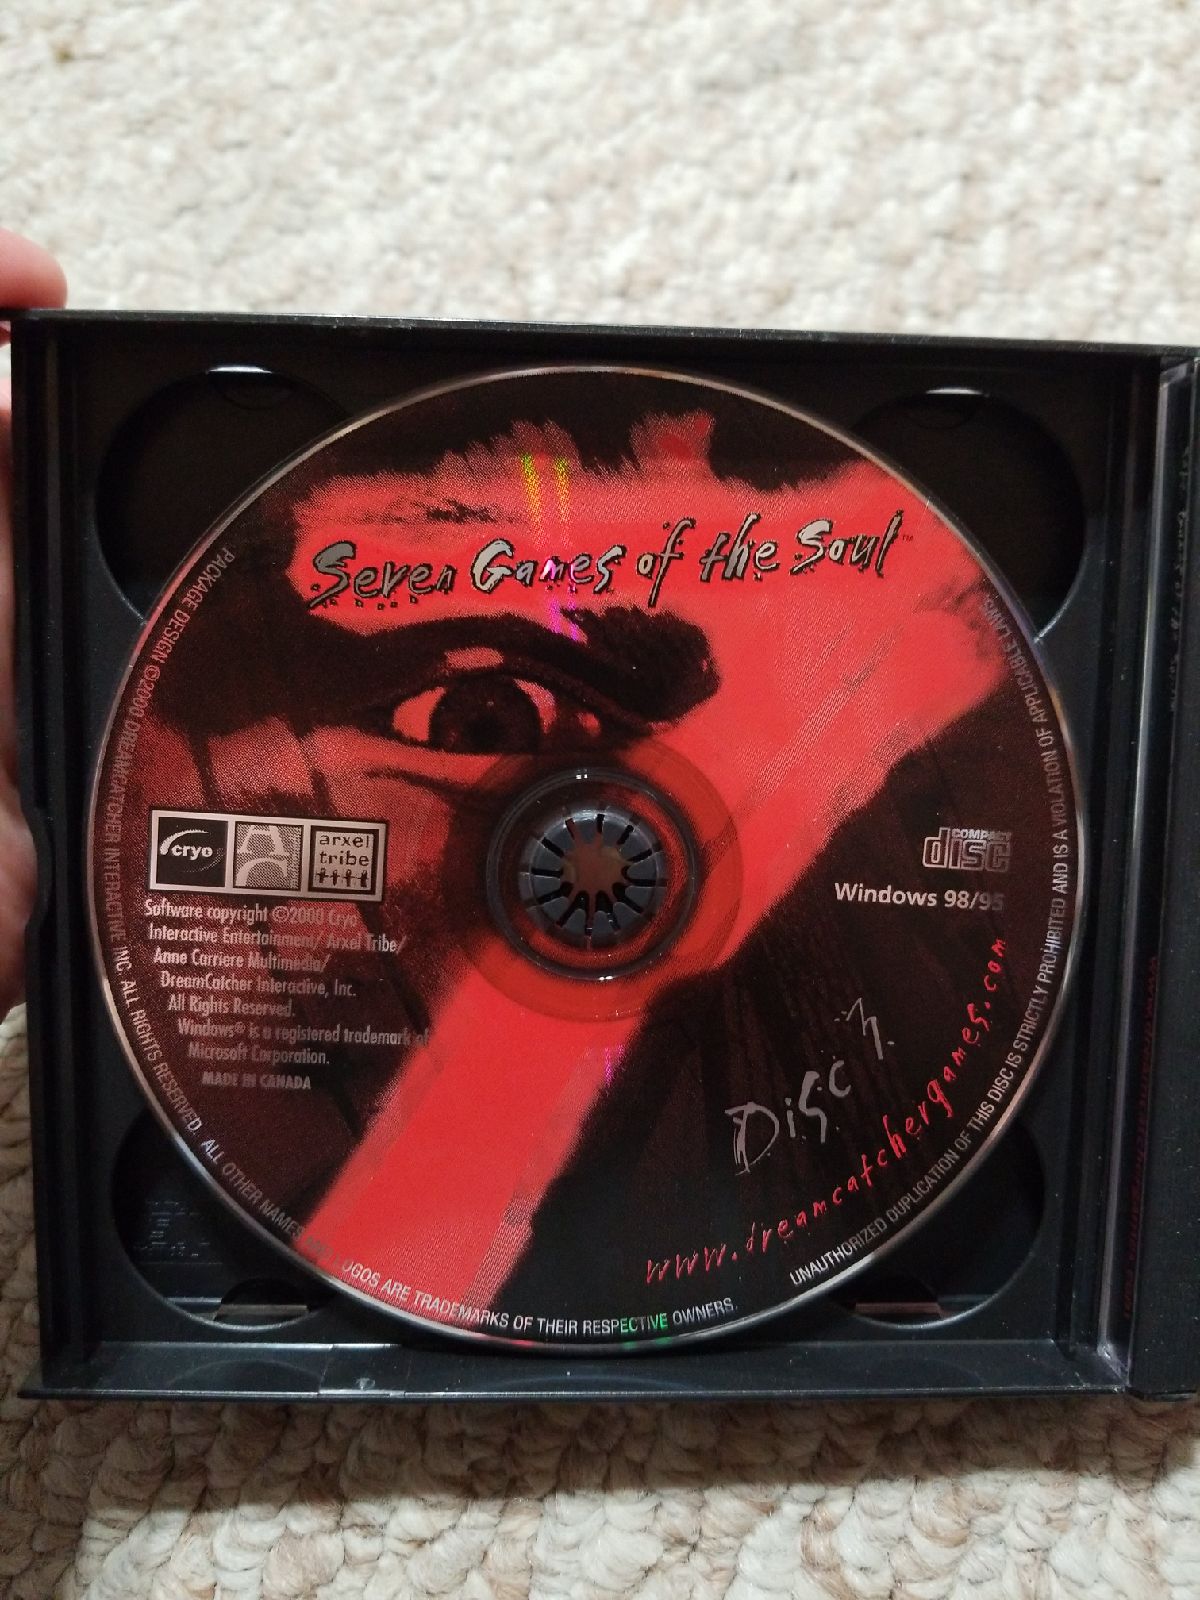 Seven Games of the Soul™
cryo
AC
arxel
tribe
COMPACT
disc
Windows 98/95
Software copyright ©2000 Cryo
Interactive Entertainment/ Arxel Tribe/
Anne Carriere Multimedia/
DreamCatcher Interactive, Inc.
All Rights Reserved.
Windows® is a registered trademark of
Microsoft Corporation.
MADE IN CANADA
Disc 3
www.dreamcatchergames.com
PACKAGE DESIGN ©2000 DREAMCATCHER INTERACTIVE INC. ALL RIGHTS RESERVED. ALL OTHER NAMES AND LOGOS ARE TRADEMARKS OF THEIR RESPECTIVE OWNERS.
UNAUTHORIZED DUPLICATION OF THIS DISC IS STRICTLY PROHIBITED AND IS A VIOLATION OF APPLICABLE LAWS.